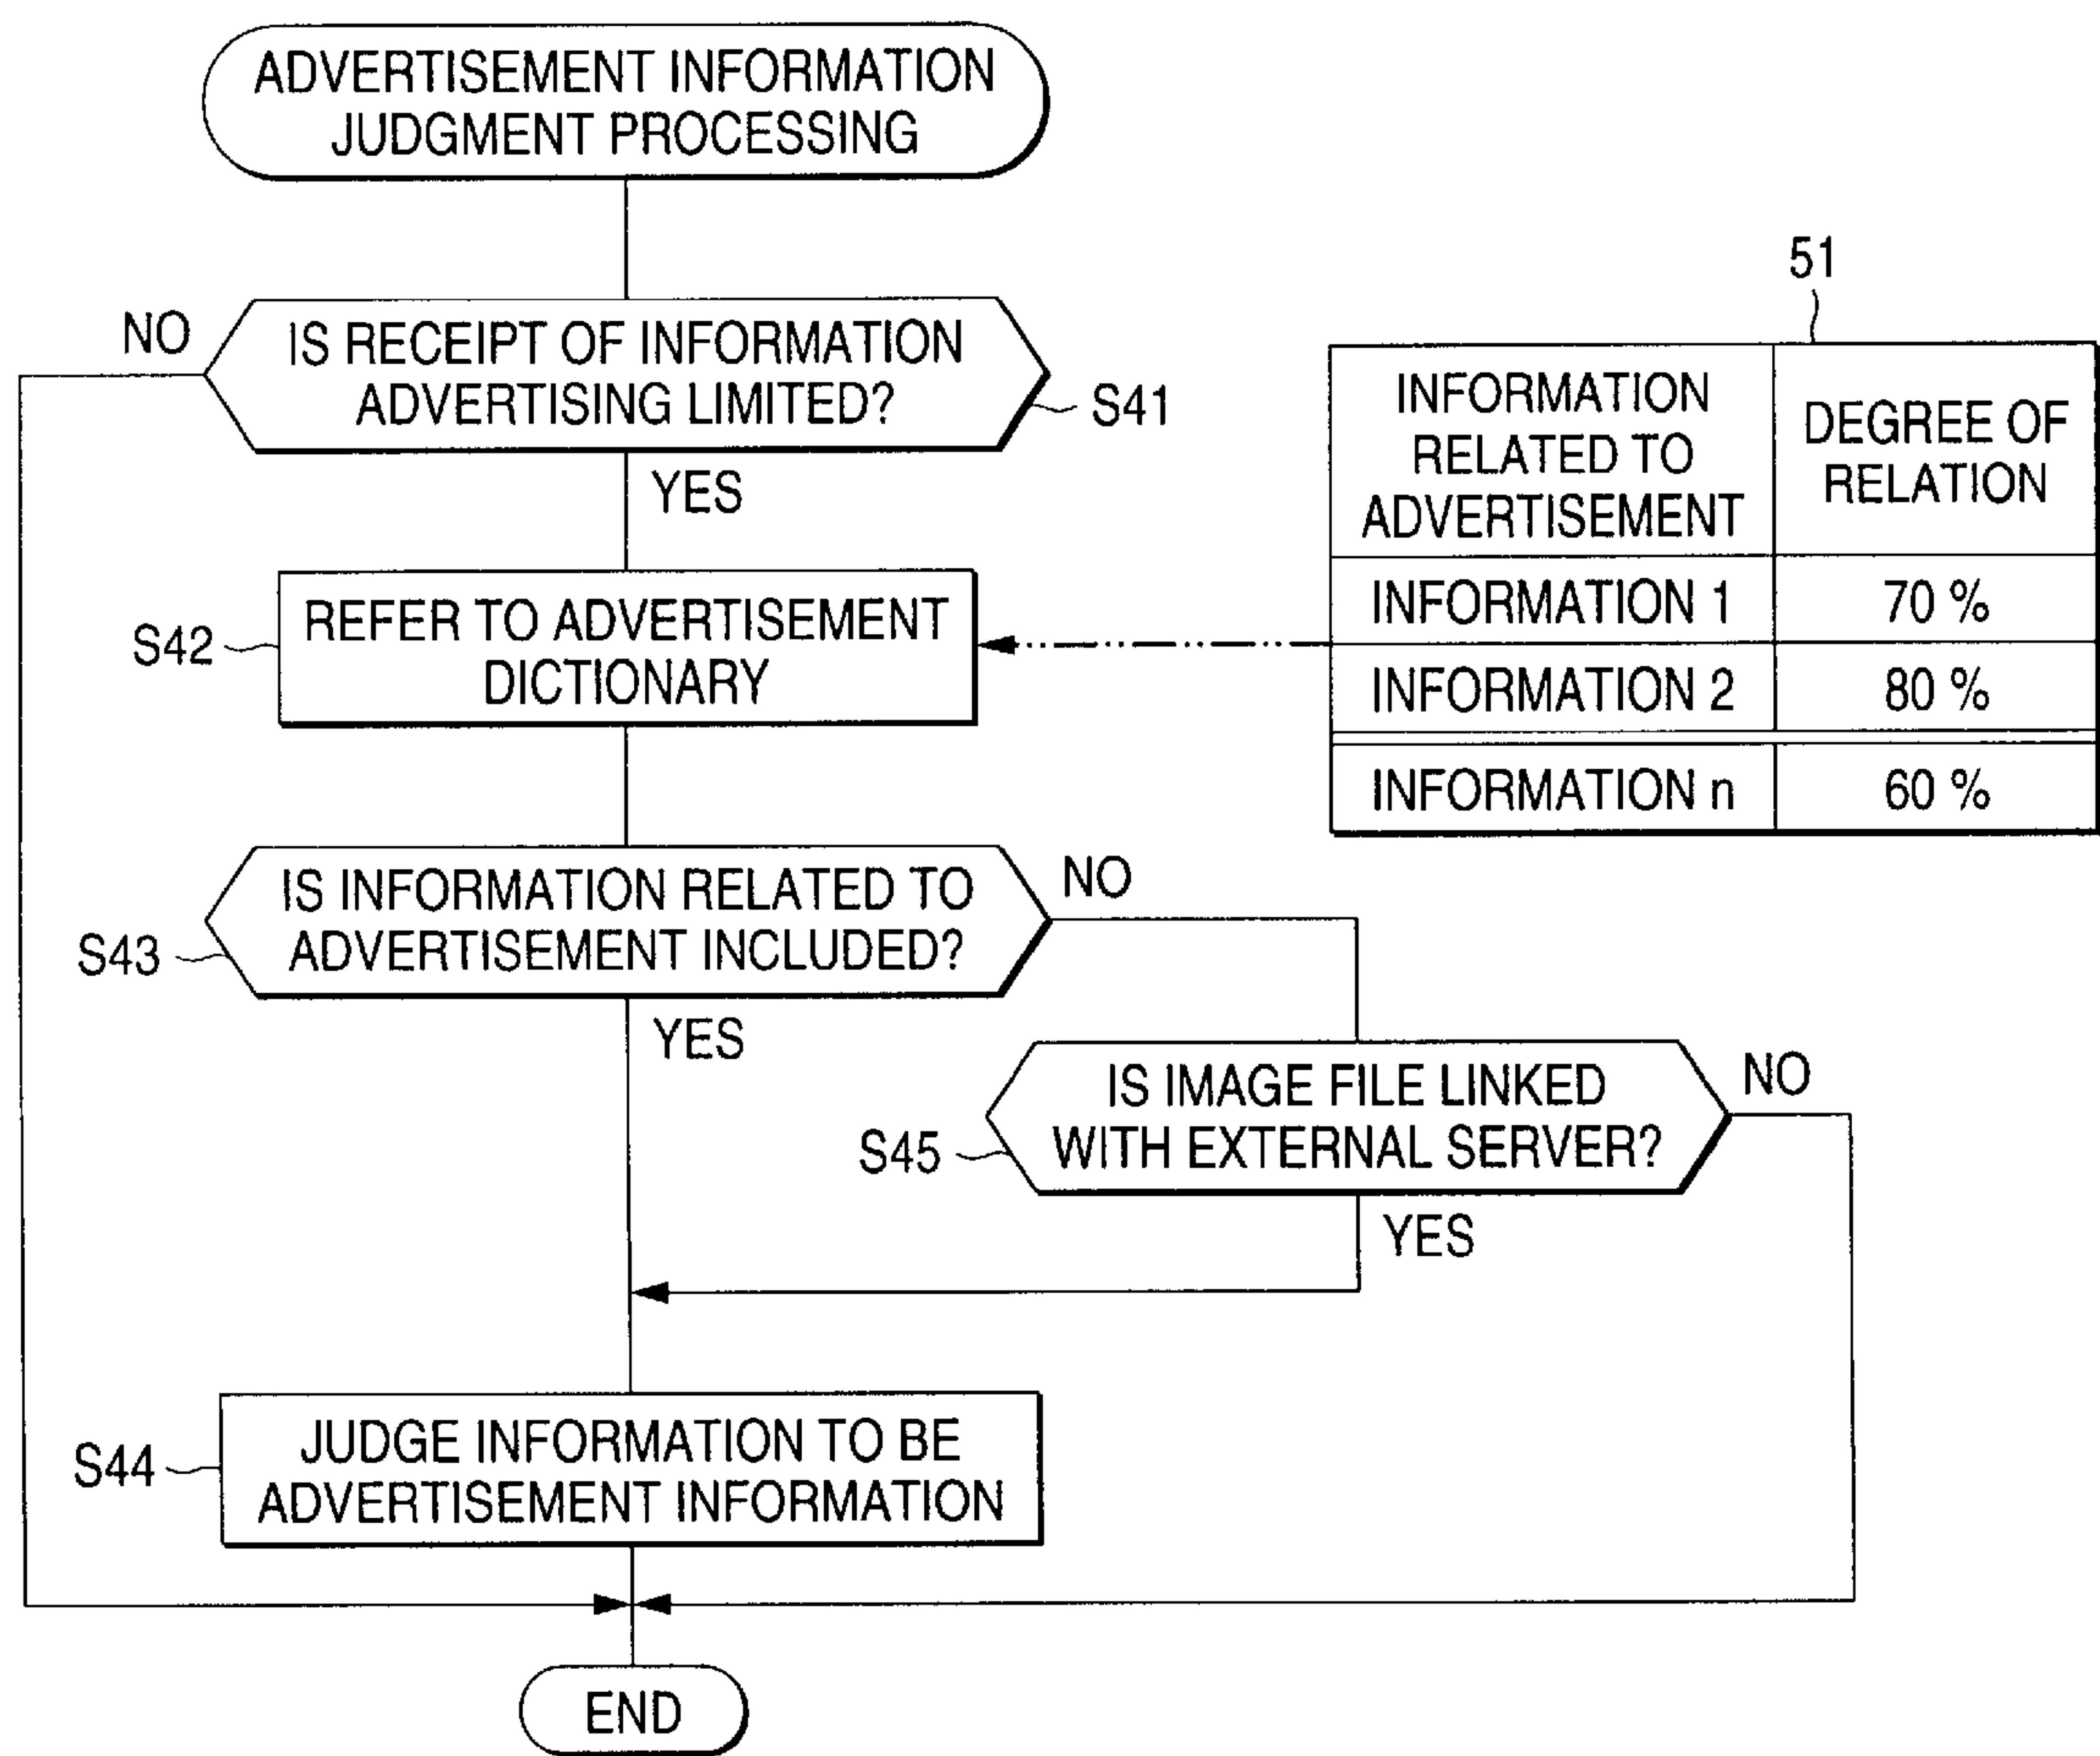 ADVERTISEMENT INFORMATION
JUDGMENT PROCESSING
NO
IS RECEIPT OF INFORMATION
ADVERTISING LIMITED?
S41
YES
51
INFORMATION
RELATED TO
ADVERTISEMENT
DEGREE OF
RELATION
INFORMATION 1
70 %
INFORMATION 2
80 %
INFORMATION n
60 %
S42
REFER TO ADVERTISEMENT
DICTIONARY
IS INFORMATION RELATED TO
ADVERTISEMENT INCLUDED?
NO
S43
YES
IS IMAGE FILE LINKED
WITH EXTERNAL SERVER?
NO
S45
YES
S44
JUDGE INFORMATION TO BE
ADVERTISEMENT INFORMATION
END